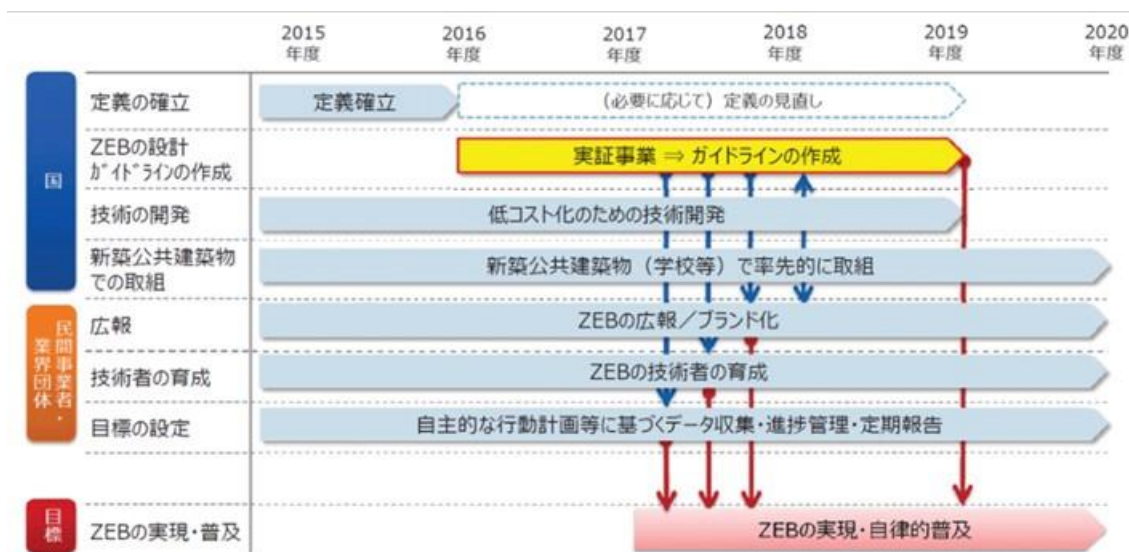 2015
年度
2016
年度
2017
年度
2018
年度
2019
年度
2020
年度
国
定義の確立
定義確立
(必要に応じて) 定義の見直し
ZEBの設計
ガイドラインの作成
実証事業 ⇒ ガイドラインの作成
技術の開発
低コスト化のための技術開発
新築公共建築物
での取組
新築公共建築物（学校等）で率先的に取組
民間事業者・
業界団体
広報
ZEBの広報／ブランド化
技術者の育成
ZEBの技術者の育成
目標の設定
自主的な行動計画等に基づくデータ収集・進捗管理・定期報告
目標
ZEBの実現・普及
ZEBの実現・自律的普及